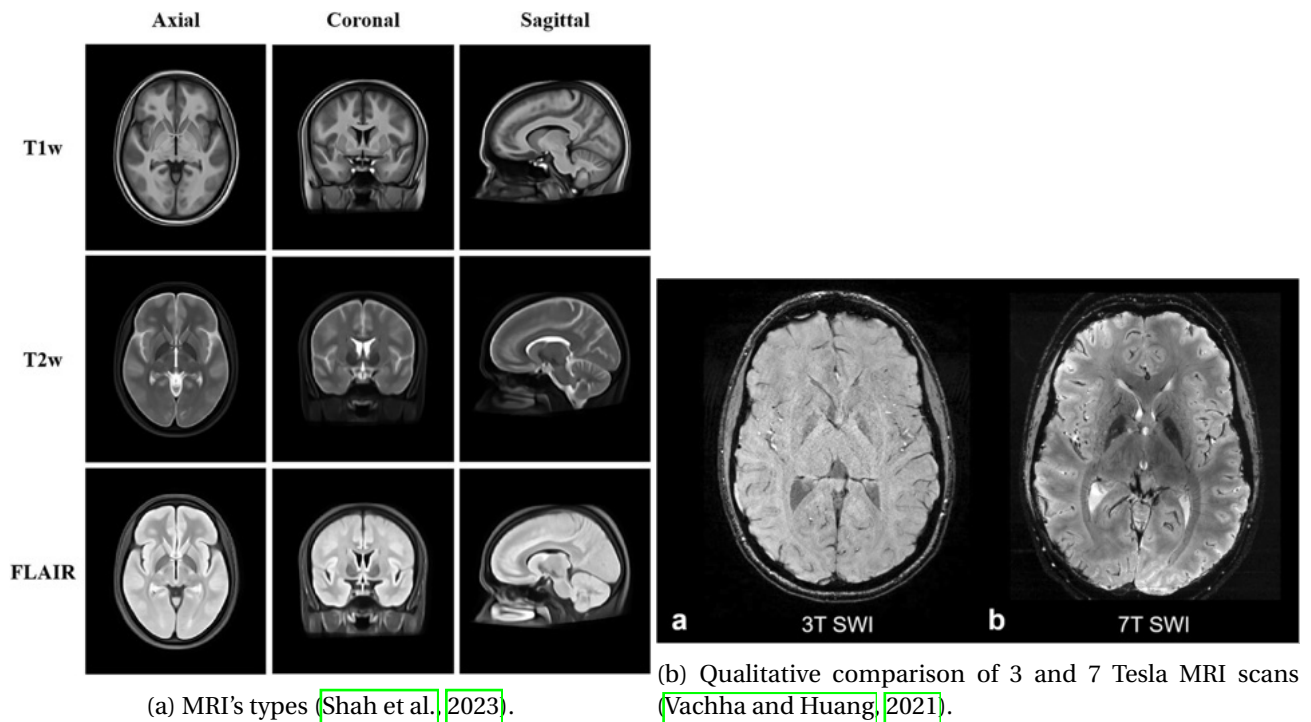 Axial Coronal Sagittal
T1w
T2w
FLAIR
a 3T SWI b 7T SWI
(a) MRI's types (Shah et al., 2023).
(b) Qualitative comparison of 3 and 7 Tesla MRI scans
(Vachha and Huang, 2021).